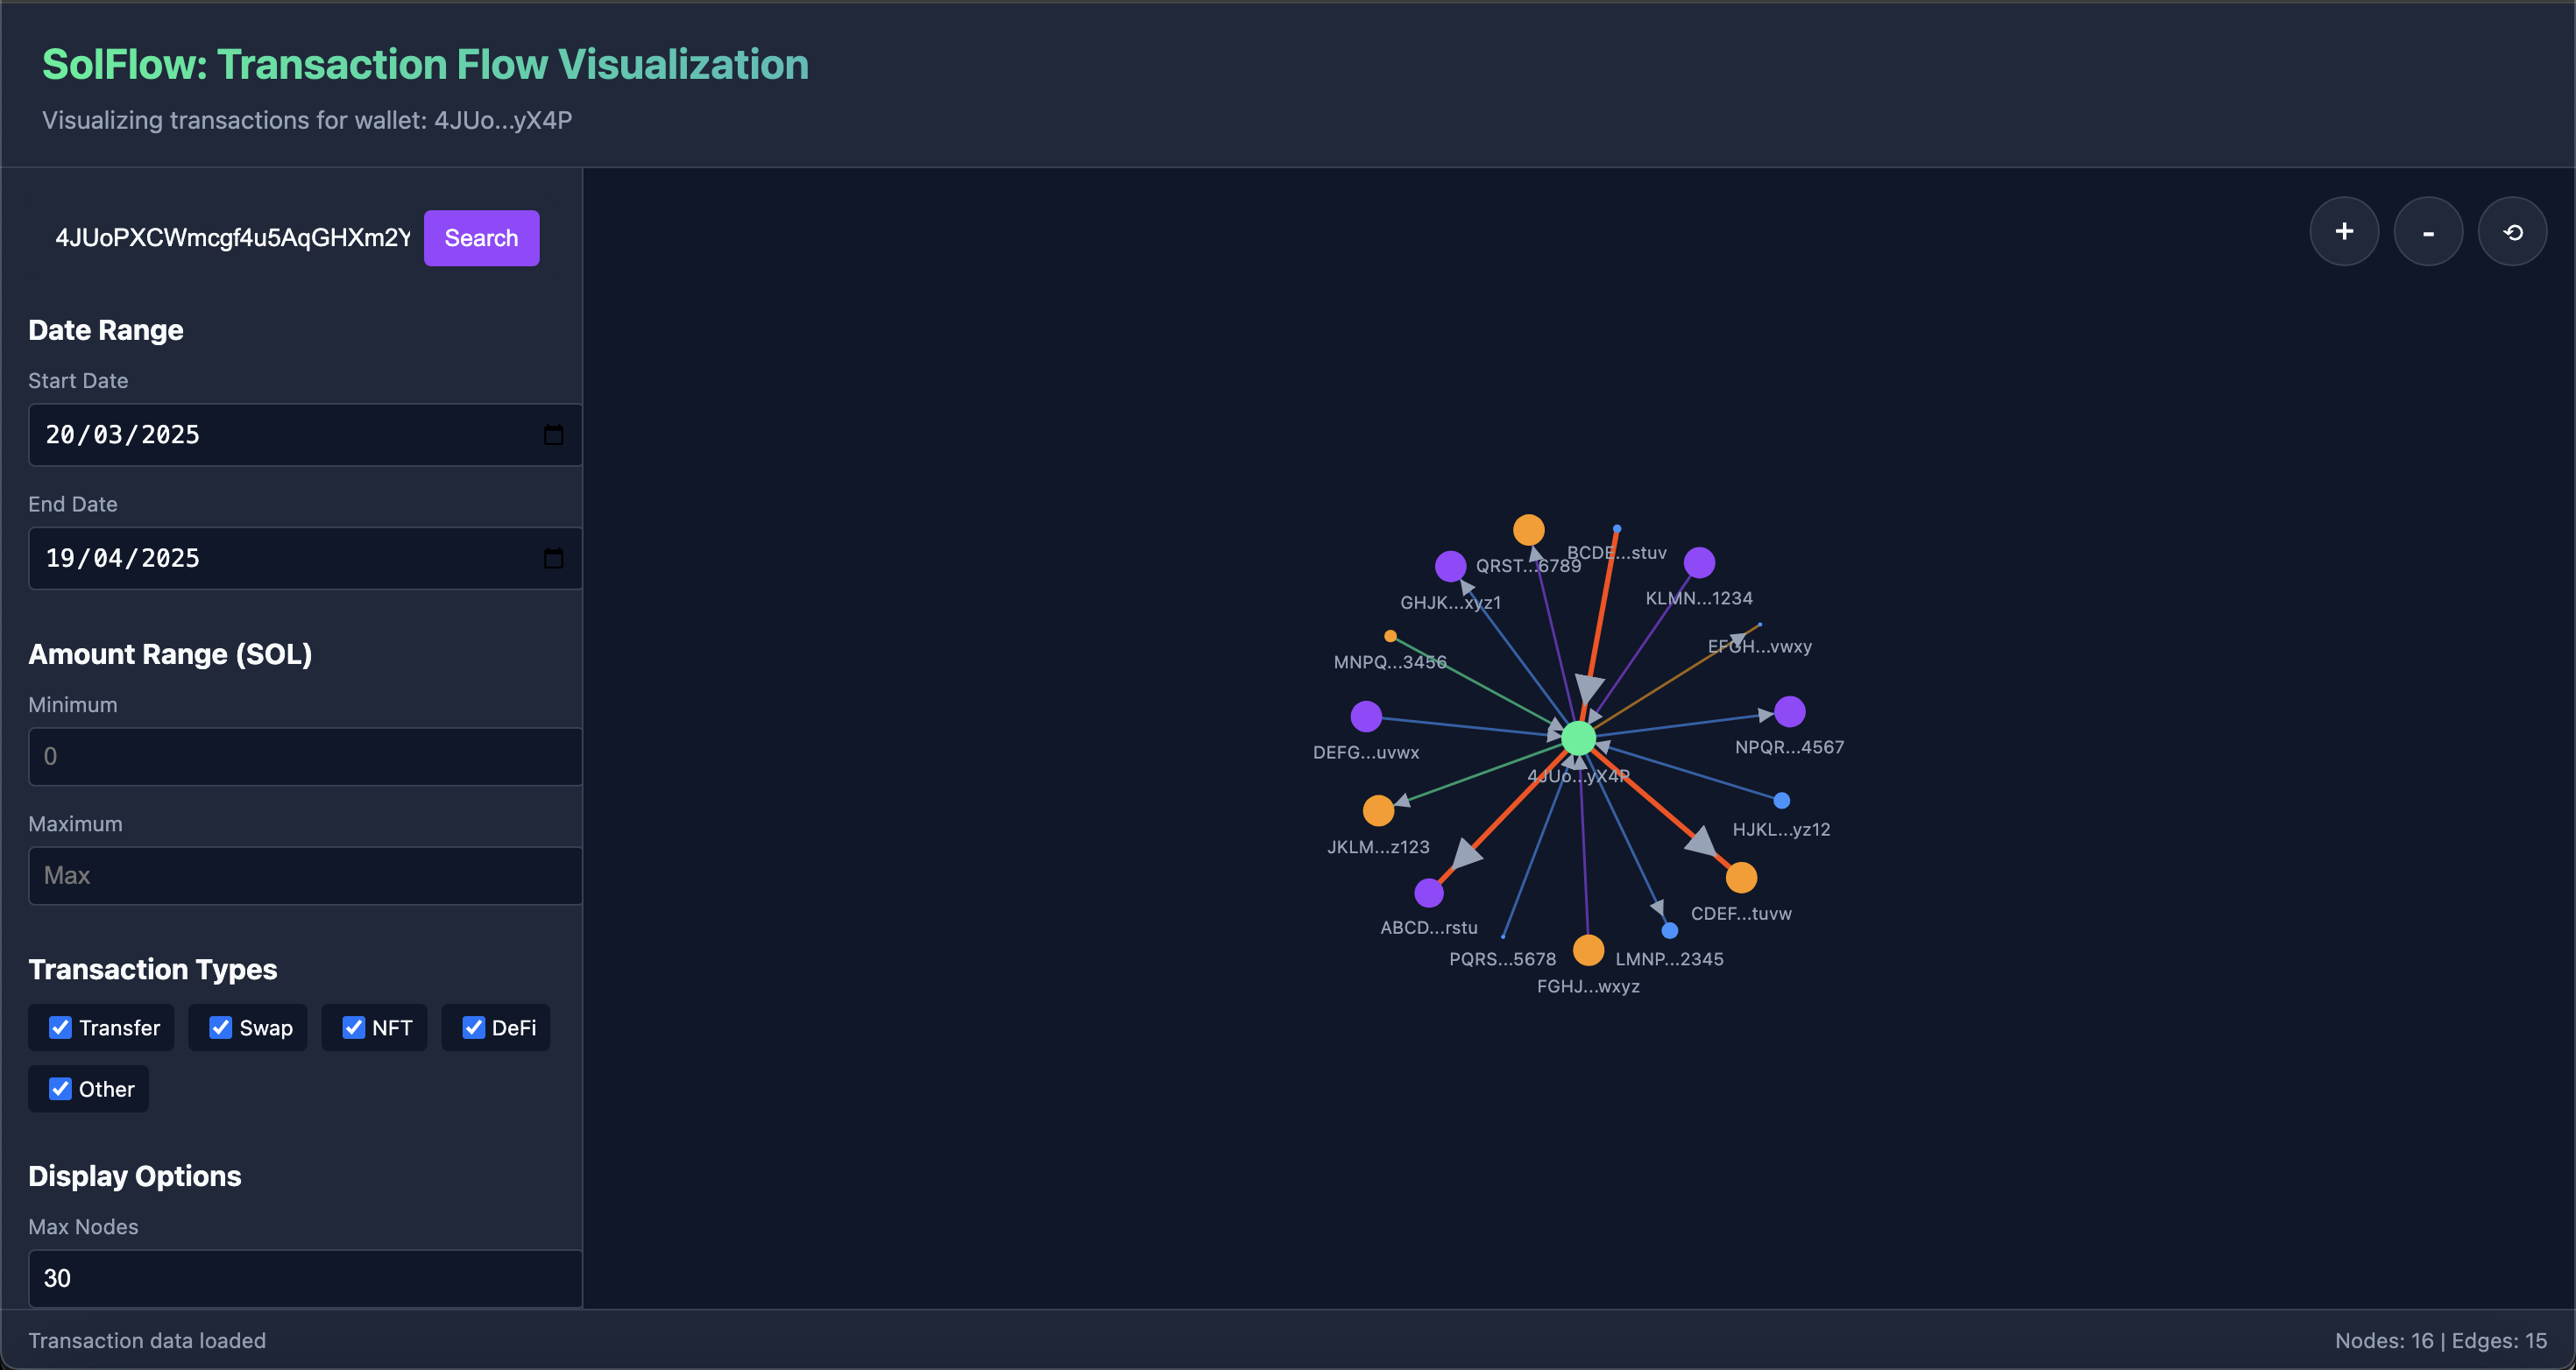 SolFlow: Transaction Flow Visualization
Visualizing transactions for wallet: 4JUo...yX4P
4JUoPXCWmcgf4u5AqGHXm2Y
Search
Date Range
Start Date
20/03/2025
End Date
19/04/2025
Amount Range (SOL)
Minimum
0
Maximum
Max
Transaction Types
Transfer
Swap
NFT
DeFi
Other
Display Options
Max Nodes
30
+
-
⟲
BCDE...stuv
QRST...6789
KLMN...1234
GHJK...xyz1
EFGH...vwxy
MNPQ...3456
NPQR...4567
DEFG...uvwx
4JUo...yX4P
HJKL...yz12
JKLM...z123
CDEF...tuvw
ABCD...rstu
PQRS...5678
LMNP...2345
FGHJ...wxyz
Transaction data loaded
Nodes: 16 | Edges: 15